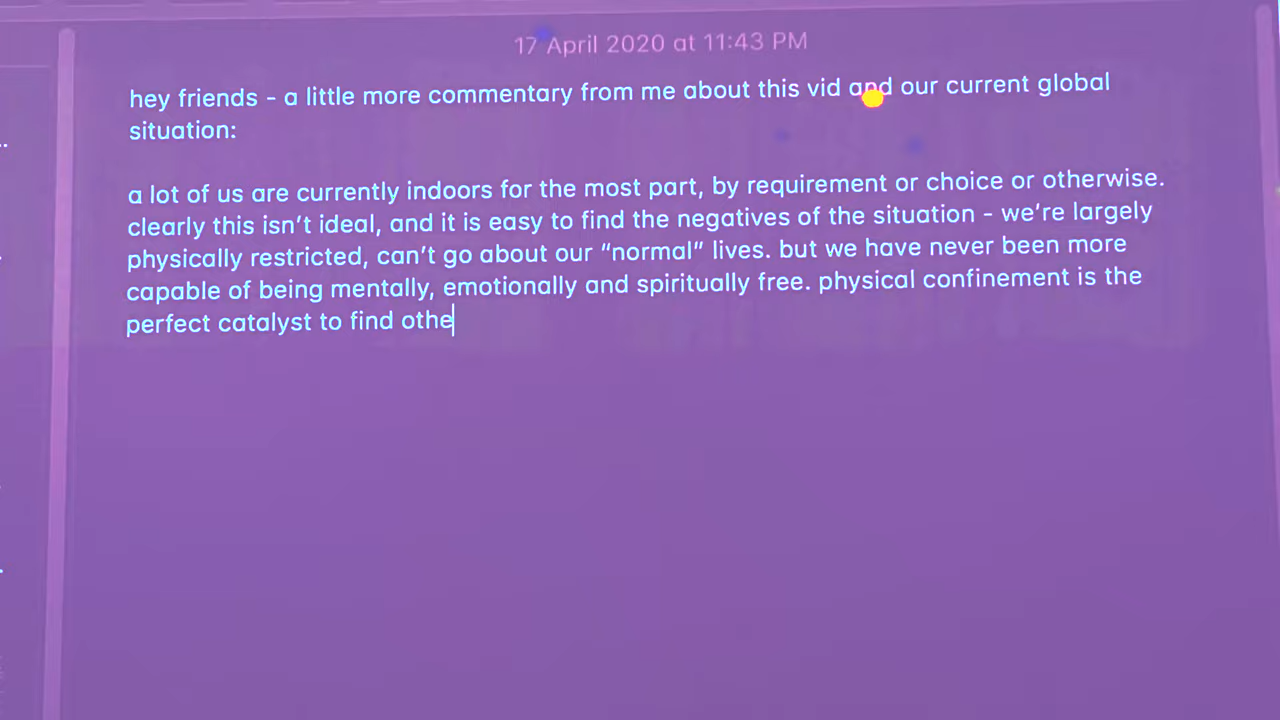 17 April 2020 at 11:43 PM
hey friends - a little more commentary from me about this vid and our current global
situation:
a lot of us are currently indoors for the most part, by requirement or choice or otherwise.
clearly this isn’t ideal, and it is easy to find the negatives of the situation - we’re largely
physically restricted, can’t go about our “normal” lives. but we have never been more
capable of being mentally, emotionally and spiritually free. physical confinement is the
perfect catalyst to find othe